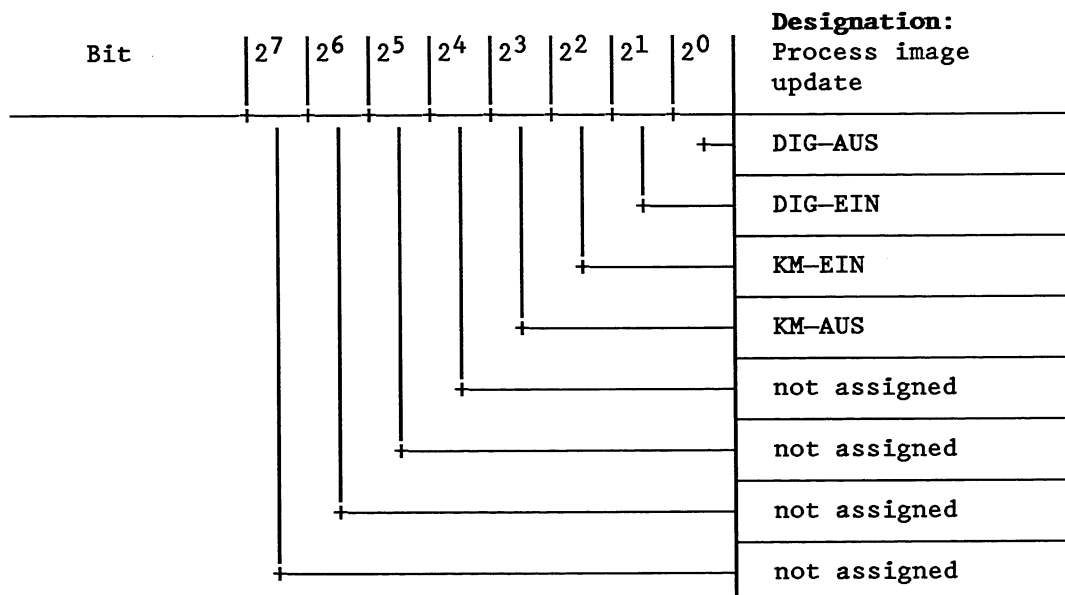 Designation:
Bit 2⁷ 2⁶ 2⁵ 2⁴ 2³ 2² 2¹ 2⁰ Process image
update
DIG—AUS
DIG—EIN
KM—EIN
KM—AUS
not assigned
not assigned
not assigned
not assigned